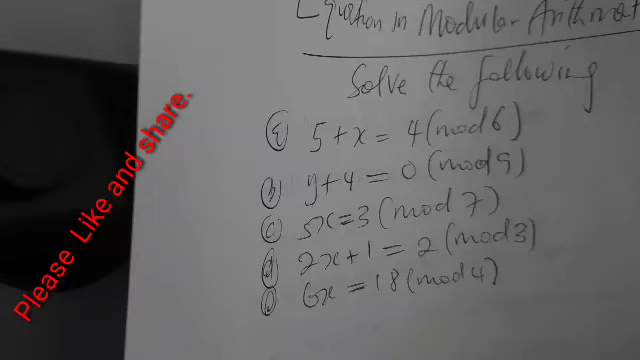 Equation in Modular Arithmet
Solve the following
(a) 5 + x = 4 (mod 6)
(b) y + 4 = 0 (mod 9)
(c) 5x = 3 (mod 7)
(d) 2x + 1 = 2 (mod 3)
6x = 18 (mod 4)
Please Like and share.